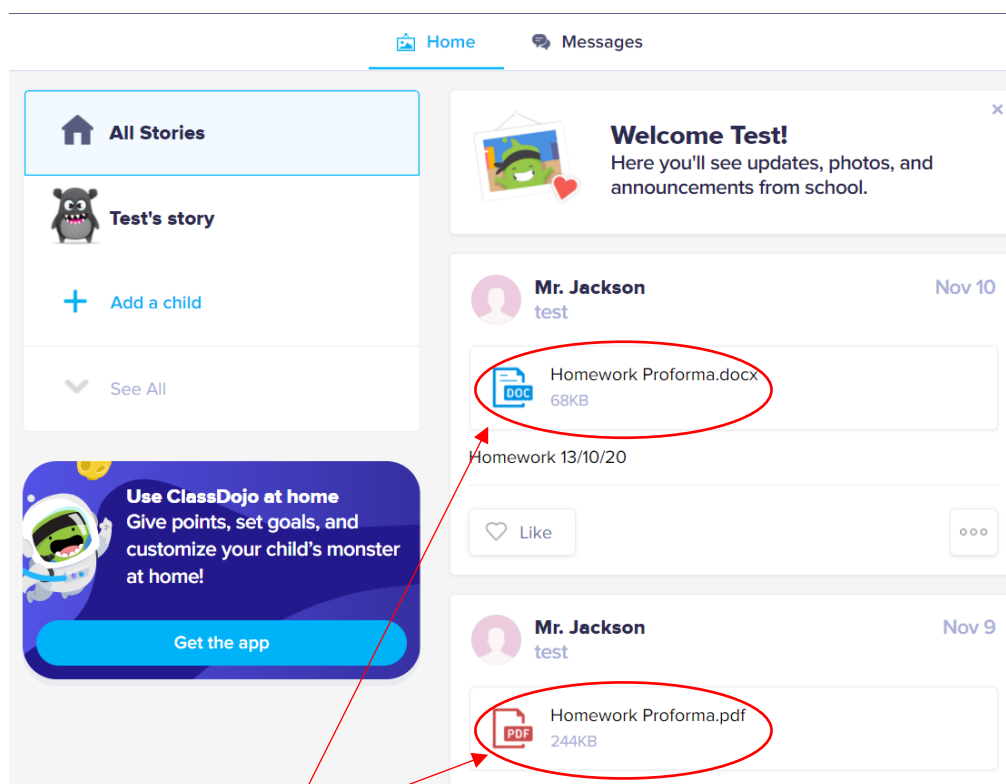 Home
Messages
All Stories
Test's story
Add a child
See All
Use ClassDojo at home
Give points, set goals, and
customize your child's monster
at home!
Get the app
×
Welcome Test!
Here you'll see updates, photos, and
announcements from school.
Mr. Jackson
Nov 10
test
DOC
Homework Proforma.docx
68KB
Homework 13/10/20
Like
Mr. Jackson
Nov 9
test
PDF
Homework Proforma.pdf
244KB